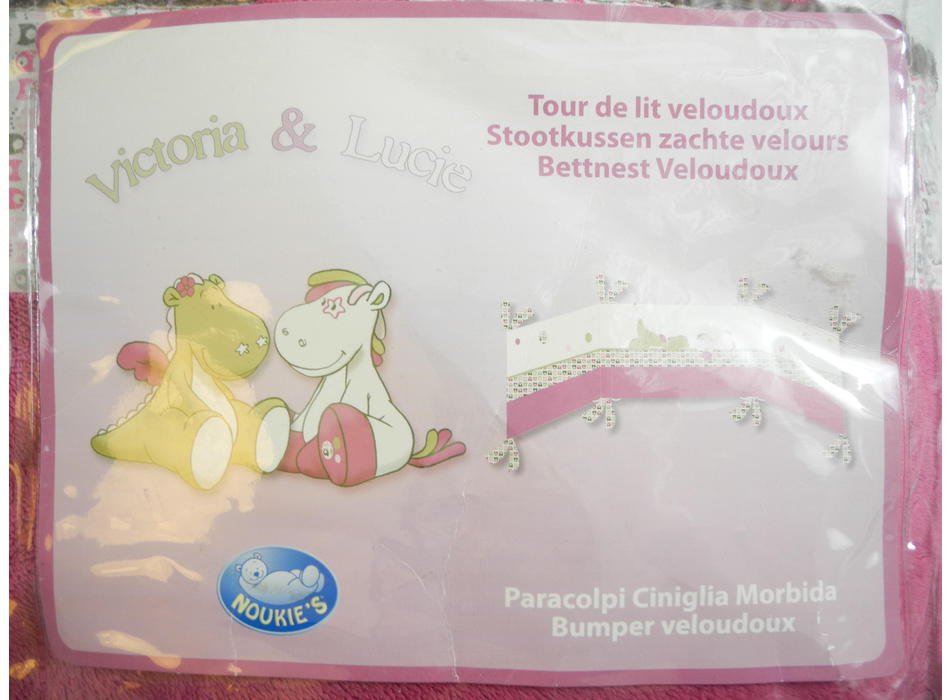 Victoria & Lucie
Tour de lit veloudoux
Stootkussen zachte velours
Bettnest Veloudoux
NOUKIE'S
Paracolpi Ciniglia Morbida
Bumper veloudoux